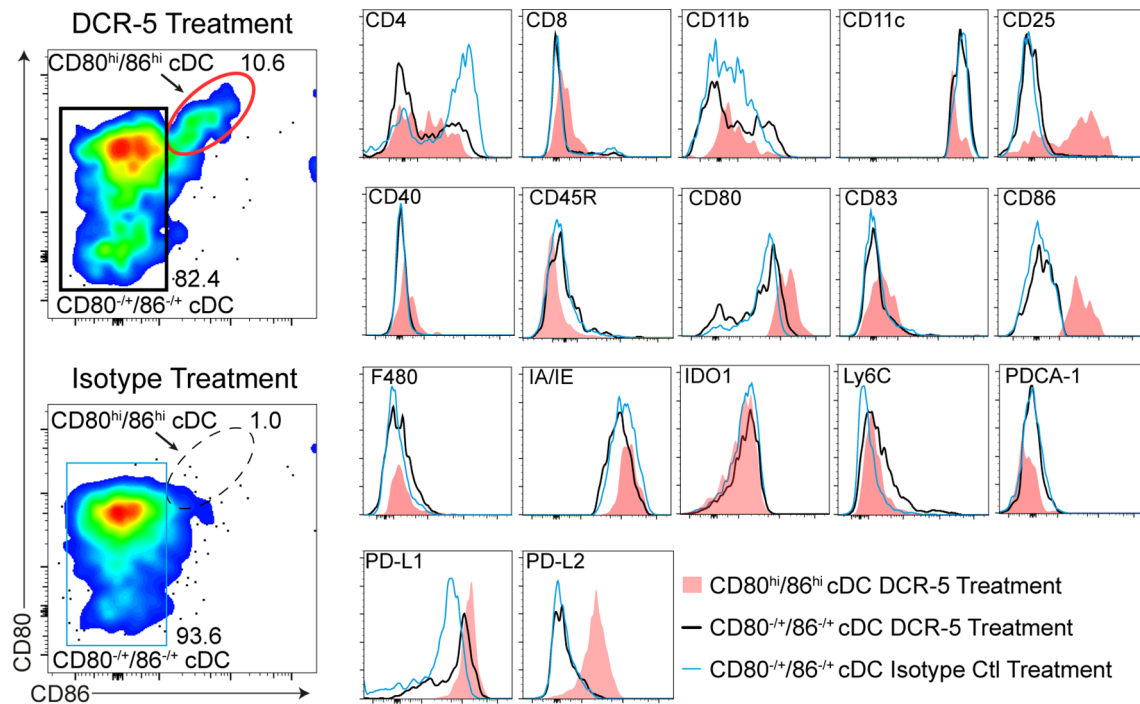 DCR-5 Treatment
CD80hi/86hi cDC
10.6
82.4
CD80-/+/86-/+ cDC
Isotype Treatment
CD80hi/86hi cDC
1.0
93.6
CD80-/+/86-/+ cDC
CD80
CD86
CD4
CD8
CD11b
CD11c
CD25
CD40
CD45R
CD80
CD83
CD86
F480
IA/IE
IDO1
Ly6C
PDCA-1
PD-L1
PD-L2
CD80hi/86hi cDC DCR-5 Treatment
CD80-/+/86-/+ cDC DCR-5 Treatment
CD80-/+/86-/+ cDC Isotype Ctl Treatment